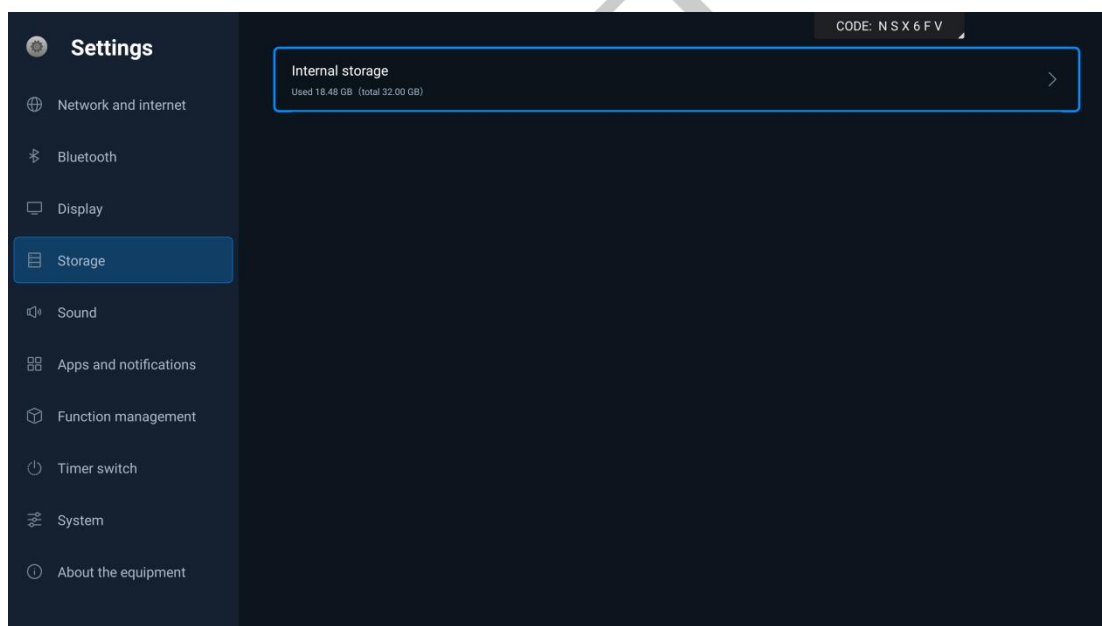 CODE: N S X 6 F V
Settings
Internal storage
Used 18.48 GB (total 32.00 GB)
Network and internet
Bluetooth
Display
Storage
Sound
Apps and notifications
Function management
Timer switch
System
About the equipment